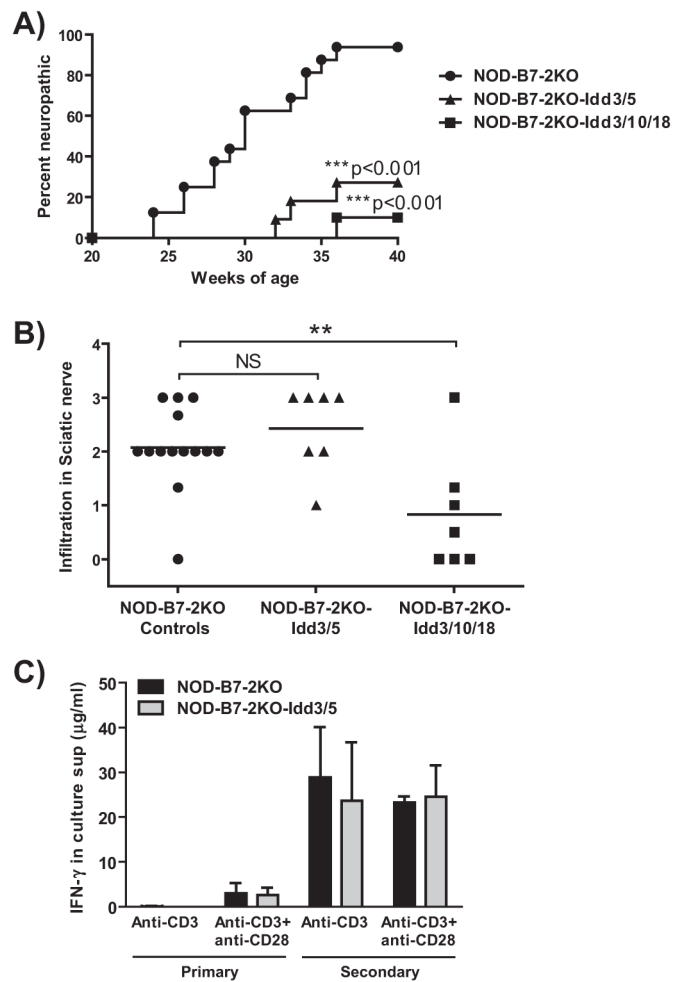 A)
100
80
60
40
20
0
Percent neuropathic
20 25 30 35 40
Weeks of age
NOD-B7-2KO
NOD-B7-2KO-Idd3/5
NOD-B7-2KO-Idd3/10/18
***p<0.001
***p<0.001
B)
4
3
2
1
0
Infiltration in Sciatic nerve
**
NS
NOD-B7-2KO Controls
NOD-B7-2KO-Idd3/5
NOD-B7-2KO-Idd3/10/18
C)
50
40
30
20
10
0
IFN-γ in culture sup (μg/ml)
NOD-B7-2KO
NOD-B7-2KO-Idd3/5
Anti-CD3
Anti-CD3+ anti-CD28
Anti-CD3
Anti-CD3+ anti-CD28
Primary
Secondary